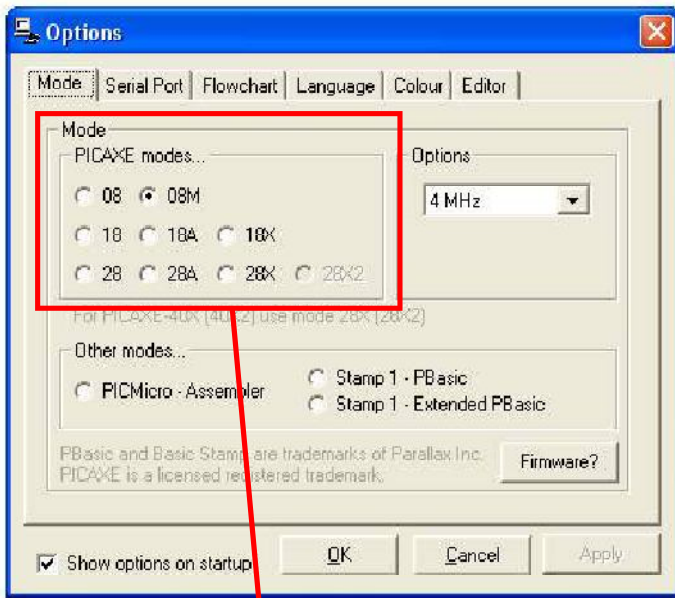 Options
Mode Serial Port Flowchart Language Colour Editor
Mode
PICAXE modes...
08 08M
18 18A 18X
28 28A 28X 28X2
Options
4 MHz
For PICAXE-40X (40X2) use mode 28X (28X2)
Other modes...
PICMicro - Assembler
Stamp 1 - PBasic
Stamp 1 - Extended PBasic
PBasic and Basic Stamp are trademarks of Parallax Inc.
PICAXE is a licensed registered trademark.
Firmware?
Show options on startup
OK Cancel Apply